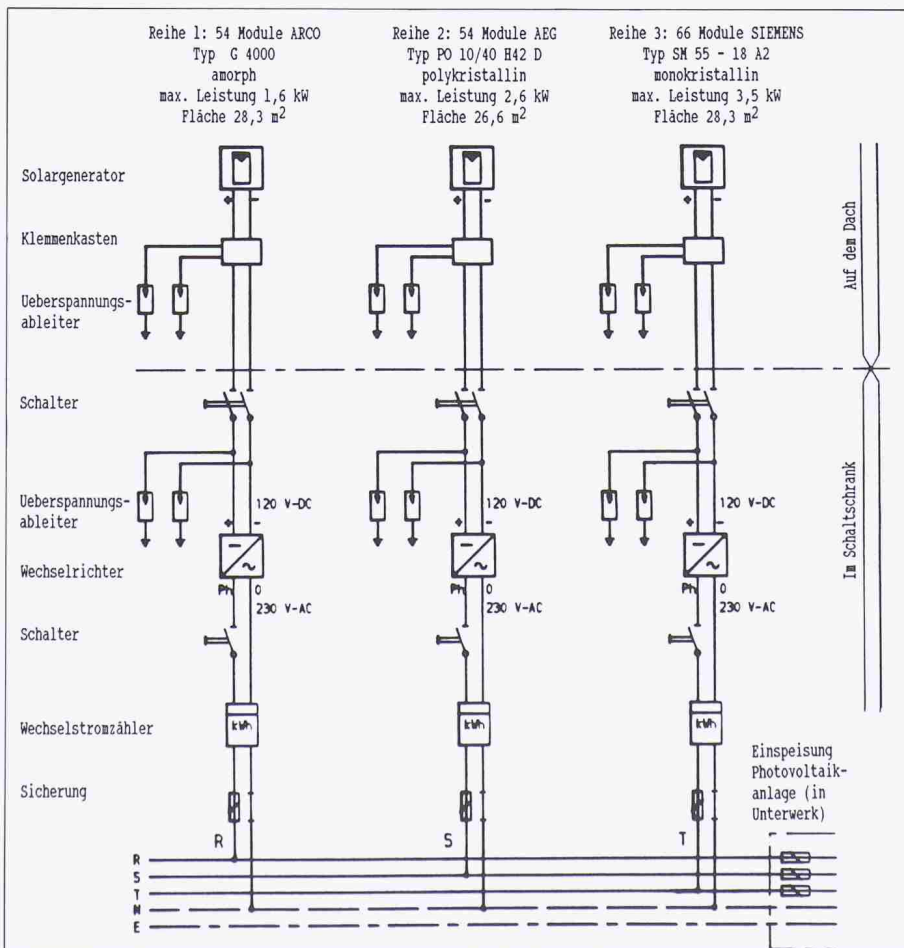 Reihe 1: 54 Module ARCO
Typ G 4000
amorph
max. Leistung 1,6 kW
Fläche 28,3 m²
Reihe 2: 54 Module AEG
Typ PO 10/40 H42 D
polykristallin
max. Leistung 2,6 kW
Fläche 26,6 m²
Reihe 3: 66 Module SIEMENS
Typ SM 55 - 18 A2
monokristallin
max. Leistung 3,5 kW
Fläche 28,3 m²
Solargenerator
+ -
+ -
+ -
Klemmenkasten
Ueberspannungs-
ableiter
Auf dem Dach
Schalter
Ueberspannungs-
ableiter
120 V-DC
120 V-DC
120 V-DC
+ -
+ -
+ -
Im Schaltschrank
Wechselrichter
Ph 0
Ph 0
Ph 0
230 V-AC
230 V-AC
230 V-AC
Schalter
Wechselstromzähler
kWh
kWh
kWh
Sicherung
Einspeisung
Photovoltaik-
anlage (in
Unterwerk)
R
S
T
R
S
T
M
E